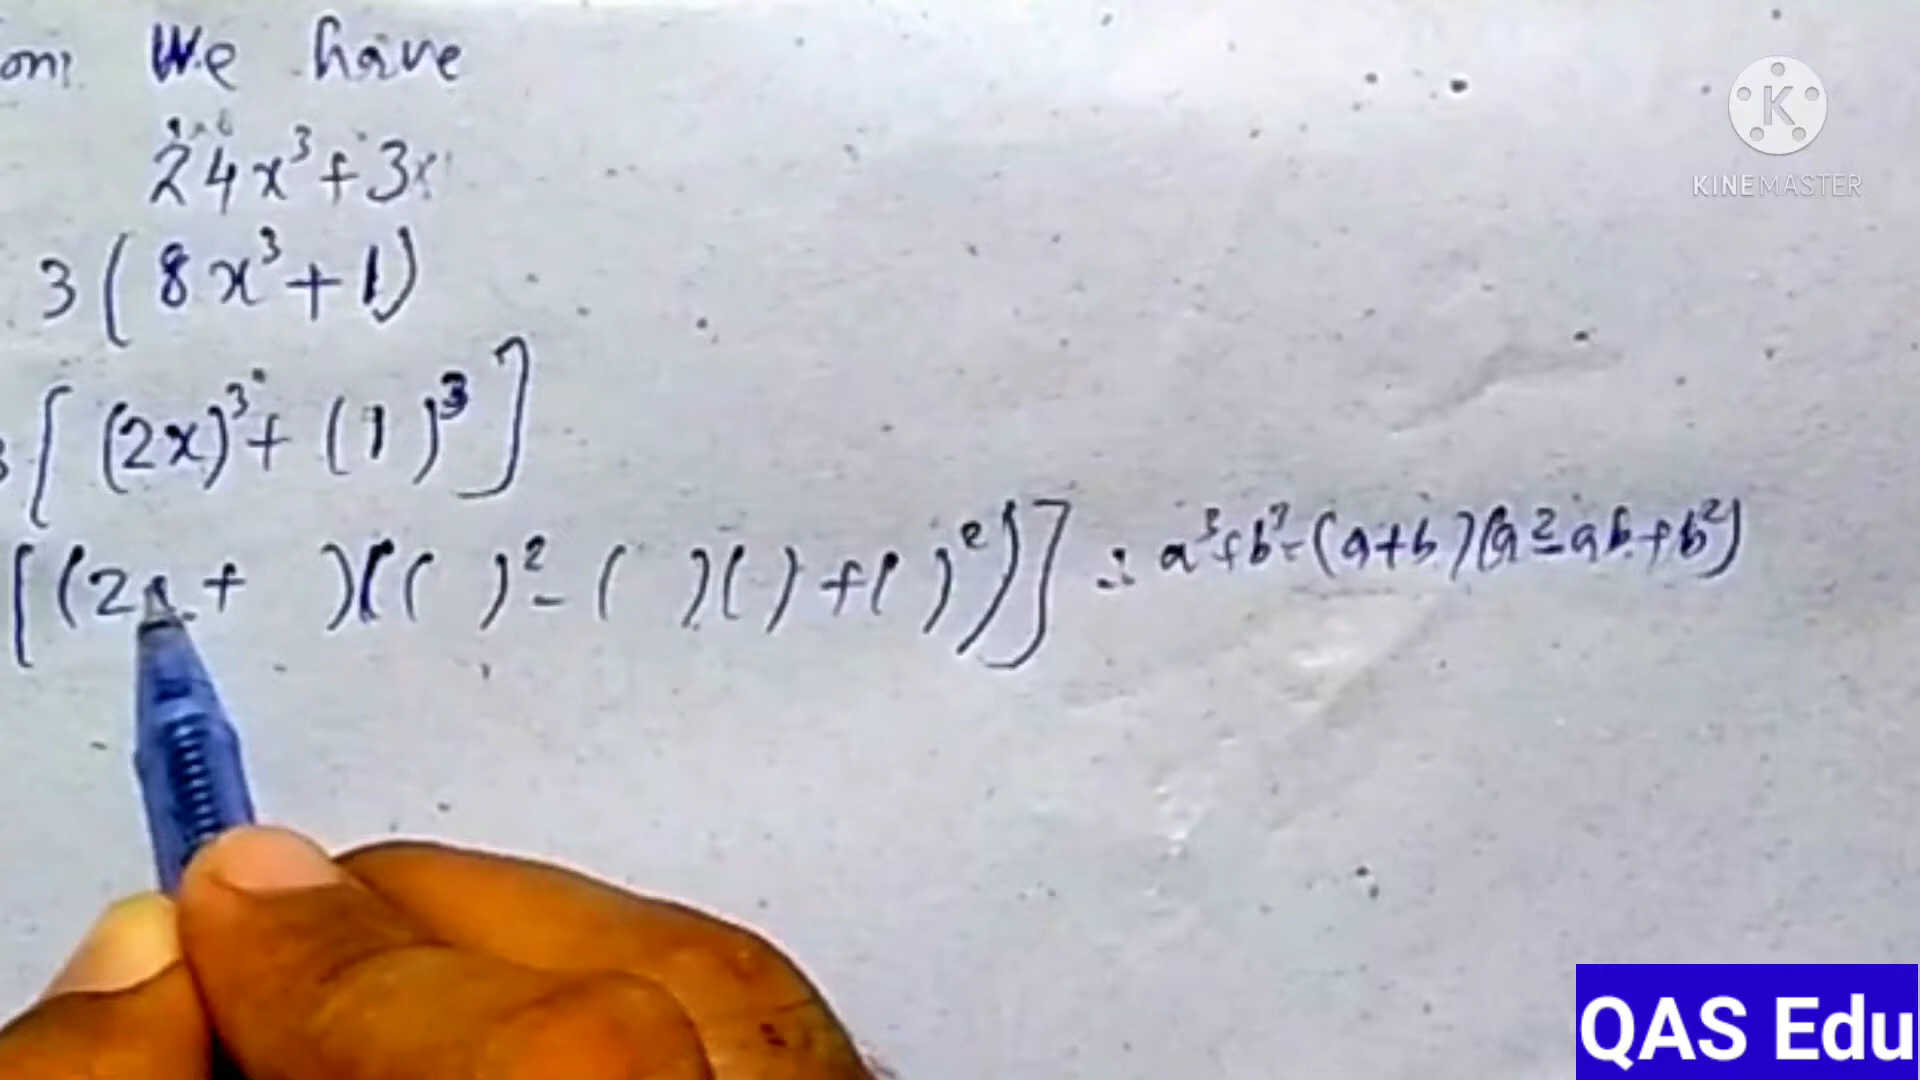 on: We have
24x³+3x
3(8x³+1)
[(2x)³+(1)³]
[(2x+ )(( )²-( )( )+( )²)] ∴ a³+b³=(a+b)(a²-ab+b²)
KINEMASTER
QAS Edu